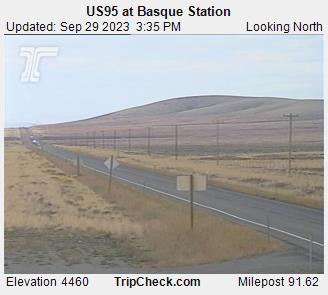 US95 at Basque Station
Updated: Sep 29 2023 3:35 PM Looking North
Elevation 4460 TripCheck.com Milepost 91.62